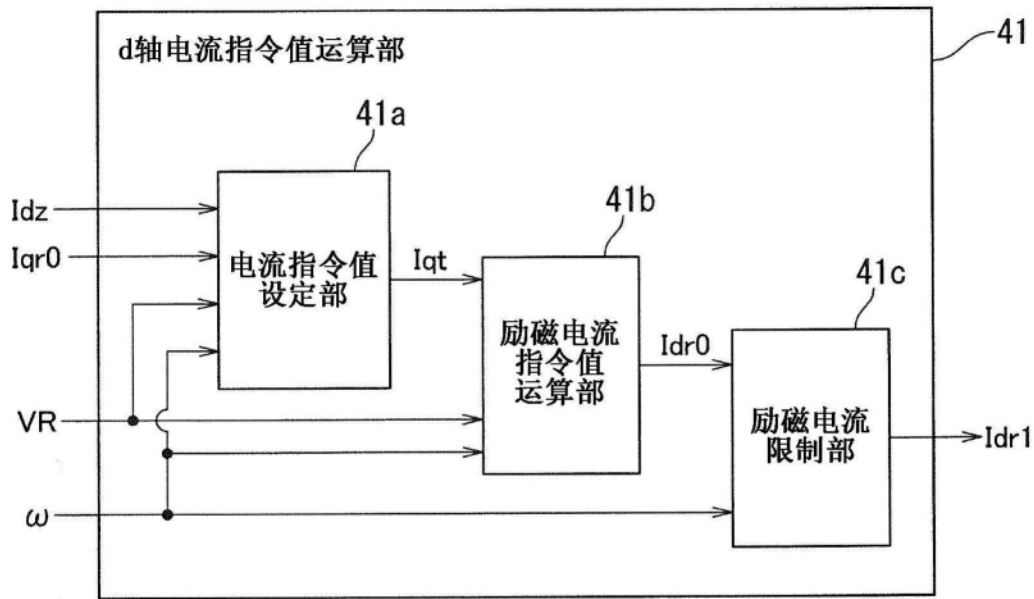 d轴电流指令值运算部
41
41a
Idz
Iqr0
电流指令值
设定部
Iqt
41b
励磁电流
指令值
运算部
Idr0
41c
励磁电流
限制部
Idr1
VR
ω